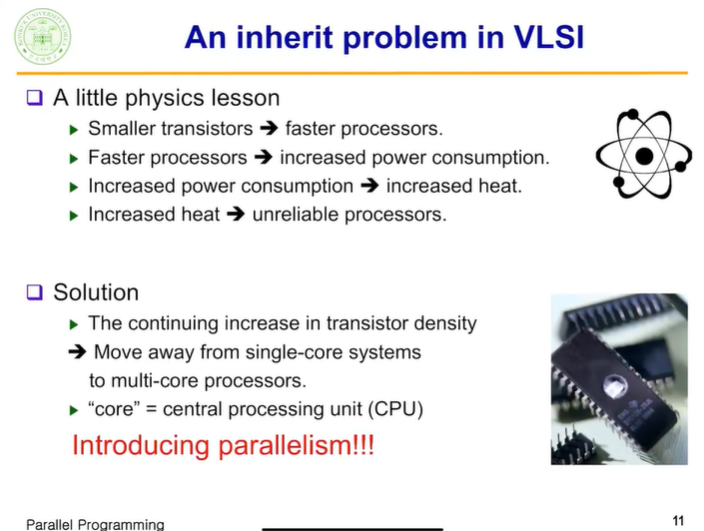 An inherit problem in VLSI
❑ A little physics lesson
▶ Smaller transistors ➔ faster processors.
▶ Faster processors ➔ increased power consumption.
▶ Increased power consumption ➔ increased heat.
▶ Increased heat ➔ unreliable processors.
❑ Solution
▶ The continuing increase in transistor density
➔ Move away from single-core systems
to multi-core processors.
▶ “core” = central processing unit (CPU)
Introducing parallelism!!!
Parallel Programming
11